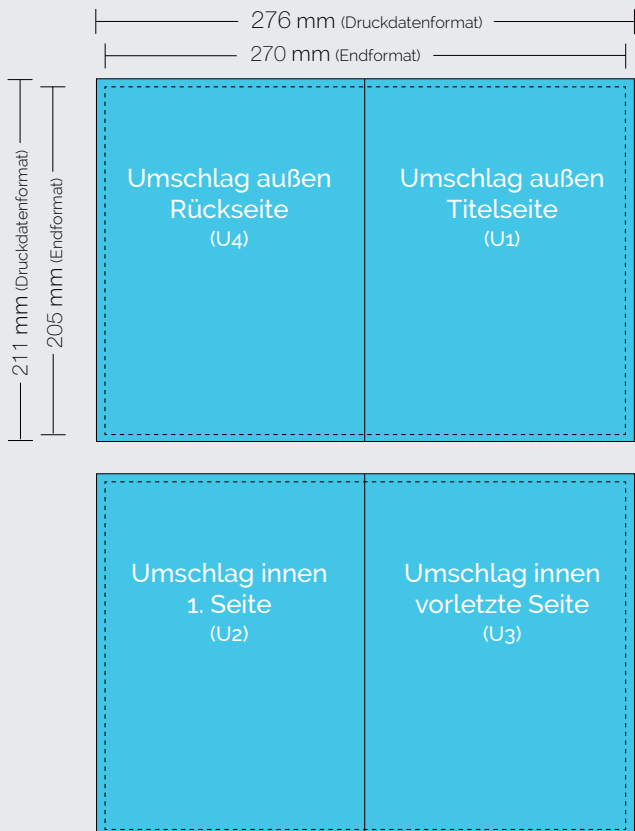 276 mm (Druckdatenformat)
270 mm (Endformat)
211 mm (Druckdatenformat)
205 mm (Endformat)
Umschlag außen
Rückseite
(U4)
Umschlag außen
Titelseite
(U1)
Umschlag innen
1. Seite
(U2)
Umschlag innen
vorletzte Seite
(U3)